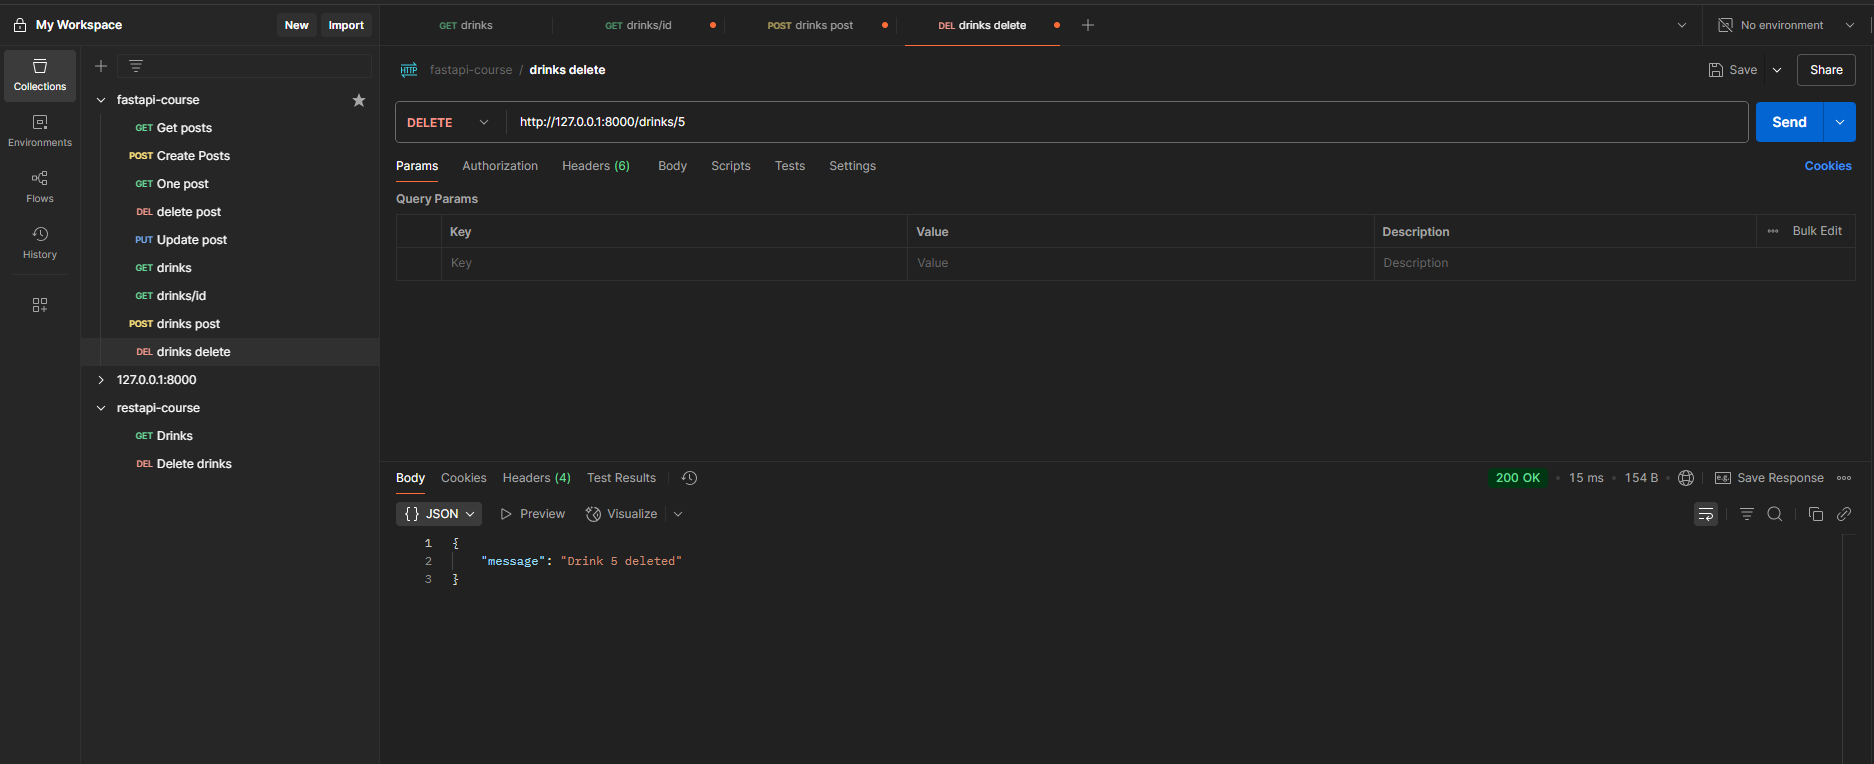 My Workspace
New
Import
GET drinks
GET drinks/id
POST drinks post
DEL drinks delete
No environment
Collections
Environments
Flows
History
fastapi-course
GET Get posts
POST Create Posts
GET One post
DEL delete post
PUT Update post
GET drinks
GET drinks/id
POST drinks post
DEL drinks delete
127.0.0.1:8000
restapi-course
GET Drinks
DEL Delete drinks
HTTP fastapi-course / drinks delete
Save
Share
DELETE http://127.0.0.1:8000/drinks/5
Send
Params Authorization Headers (6) Body Scripts Tests Settings
Cookies
Query Params
Key Value Description Bulk Edit
Key Value Description
Body Cookies Headers (4) Test Results
200 OK • 15 ms • 154 B • e.g. Save Response
{} JSON Preview Visualize
1 {
2 "message": "Drink 5 deleted"
3 }